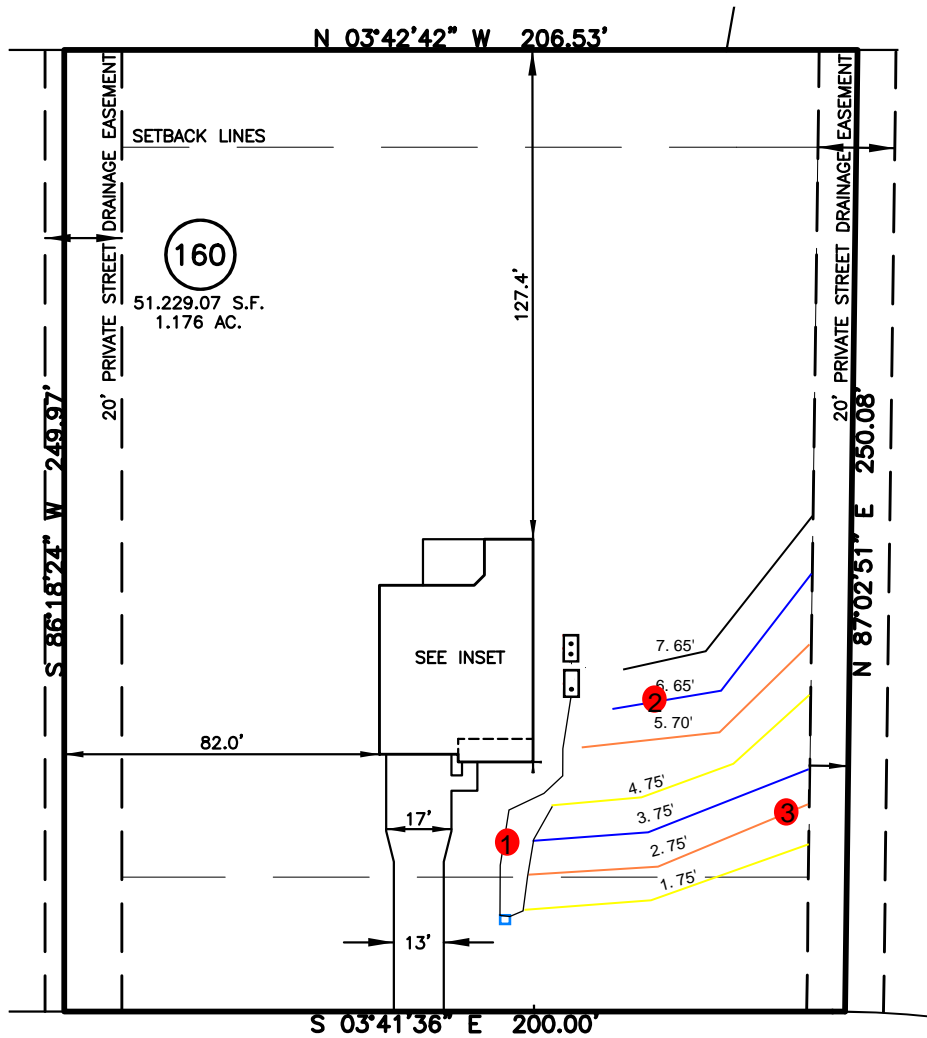 N 03°42'42" W 206.53'
20' PRIVATE STREET DRAINAGE EASEMENT
SETBACK LINES
20' PRIVATE STREET DRAINAGE EASEMENT
160
51.229.07 S.F.
1.176 AC.
127.4'
S 86°18'24" W 249.97'
N 87°02'51" E 250.08'
SEE INSET
7. 65'
6. 65'
2
5. 70'
82.0'
4. 75'
3. 75'
3
17'
1
2. 75'
1. 75'
13'
S 03°41'36" E 200.00'